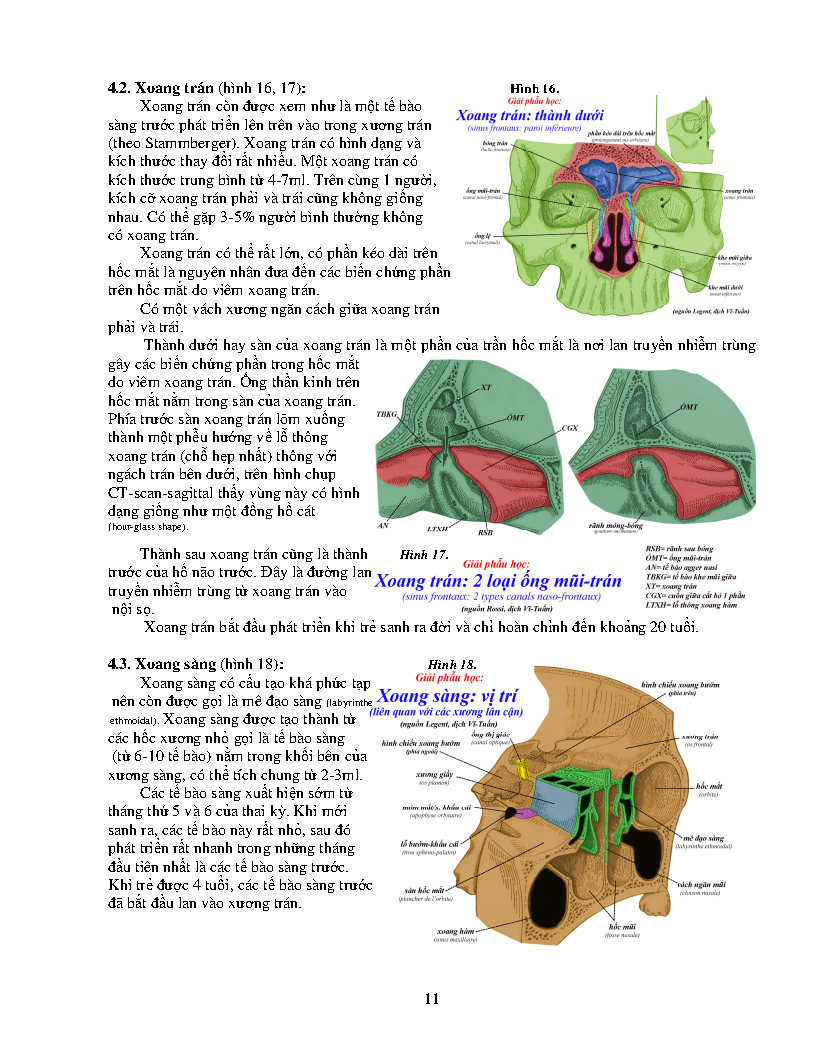 4.2. Xoang trán (hình 16, 17):
Xoang trán còn được xem như là một tế bào
sàng trước phát triển lên trên vào trong xương trán
(theo Stammberger). Xoang trán có hình dạng và
kích thước thay đổi rất nhiều. Một xoang trán có
kích thước trung bình từ 4-7ml. Trên cùng 1 người,
kích cỡ xoang trán phải và trái cũng không giống
nhau. Có thể gặp 3-5% người bình thường không
có xoang trán.
Xoang trán có thể rất lớn, có phần kéo dài trên
hốc mắt là nguyên nhân đưa đến các biến chứng phần
trên hốc mắt do viêm xoang trán.
Có một vách xương ngăn cách giữa xoang trán
phải và trái.
Hình 16.
Giải phẫu học:
Xoang trán: thành dưới
(sinus frontaux: paroi inférieure)
phần kéo dài trên hốc mắt
(prolongement sus-orbitaire)
bóng trán
(bulle frontale)
ống mũi-trán
(canal naso-frontal)
xoang trán
(sinus frontaux)
ống lệ
(canal lacrymal)
khe mũi giữa
(méat moyen)
khe mũi dưới
(méat inférieur)
(nguồn Legent, dịch Vĩ-Tuấn)
Thành dưới hay sàn của xoang trán là một phần của trần hốc mắt là nơi lan truyền nhiễm trùng
gây các biến chứng phần trong hốc mắt
do viêm xoang trán. Ống thần kinh trên
hốc mắt nằm trong sàn của xoang trán.
Phía trước sàn xoang trán lõm xuống
thành một phễu hướng về lỗ thông
xoang trán (chỗ hẹp nhất) thông với
ngách trán bên dưới, trên hình chụp
CT-scan-sagittal thấy vùng này có hình
dạng giống như một đồng hồ cát
(hour-glass shape).
XT
TBKG
ÔMT
CGX
ÔMT
AN
LTXH
RSB
rãnh móng-bóng
Thành sau xoang trán cũng là thành
trước của hố não trước. Đây là đường lan
truyền nhiễm trùng từ xoang trán vào
nội sọ.
Hình 17.
Giải phẫu học:
Xoang trán: 2 loại ống mũi-trán
(sinus frontaux: 2 types canals naso-frontaux)
(nguồn Rossi, dịch Vĩ-Tuấn)
RSB= rãnh sau bóng
ÔMT= ống mũi-trán
AN= tế bào agger nasi
TBKG= tế bào khe mũi giữa
XT= xoang trán
CGX= cuốn giữa cắt bỏ 1 phần
LTXH= lỗ thông xoang hàm
Xoang trán bắt đầu phát triển khi trẻ sanh ra đời và chỉ hoàn chỉnh đến khoảng 20 tuổi.
4.3. Xoang sàng (hình 18):
Xoang sàng có cấu tạo khá phức tạp
nên còn được gọi là mê đạo sàng (labyrinthe
ethmoidal). Xoang sàng được tạo thành từ
các hốc xương nhỏ gọi là tế bào sàng
(từ 6-10 tế bào) nằm trong khối bên của
xương sàng, có thể tích chung từ 2-3ml.
Các tế bào sàng xuất hiện sớm từ
tháng thứ 5 và 6 của thai kỳ. Khi mới
sanh ra, các tế bào này rất nhỏ, sau đó
phát triển rất nhanh trong những tháng
đầu tiên nhất là các tế bào sàng trước.
Khi trẻ được 4 tuổi, các tế bào sàng trước
đã bắt đầu lan vào xương trán.
Hình 18.
Giải phẫu học:
Xoang sàng: vị trí
(liên quan với các xương lân cận)
(nguồn Legent, dịch Vĩ-Tuấn)
hình chiếu xoang bướm
(phía trên)
ống thị giác
(canal optique)
hình chiếu xoang bướm
(phía ngoài)
xương trán
(os frontal)
xương giấy
(os planum)
hốc mắt
(orbite)
mỏm mắt/x. khẩu cái
(apophyse orbitaire)
mê đạo sàng
(labyrinthe ethmoidal)
lỗ bướm-khẩu cái
(trou sphéno-palatin)
sàn hốc mắt
(plancher de l'orbite)
vách ngăn mũi
(cloison nasale)
hốc mũi
(fosse nasale)
xoang hàm
(sinus maxillaire)
11